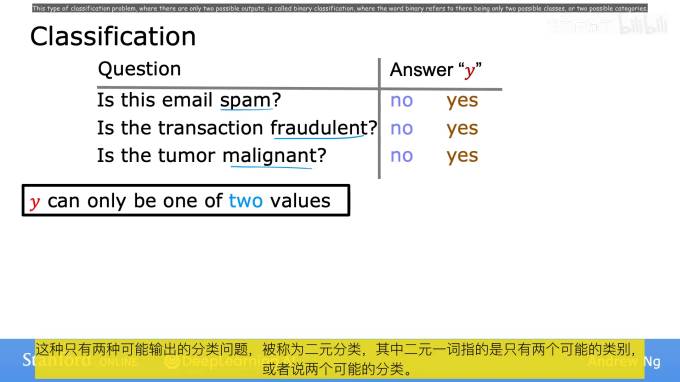 This type of classification problem, where there are only two possible outputs, is called binary classification, where the word binary refers to there being only two possible classes, or two possible categories.
bilibili
Classification
Question Answer "y"
Is this email spam? no yes
Is the transaction fraudulent? no yes
Is the tumor malignant? no yes
y can only be one of two values
这种只有两种可能输出的分类问题，被称为二元分类，其中二元一词指的是只有两个可能的类别，
或者说两个可能的分类。
Stanford ONLINE DeepLearning Andrew Ng